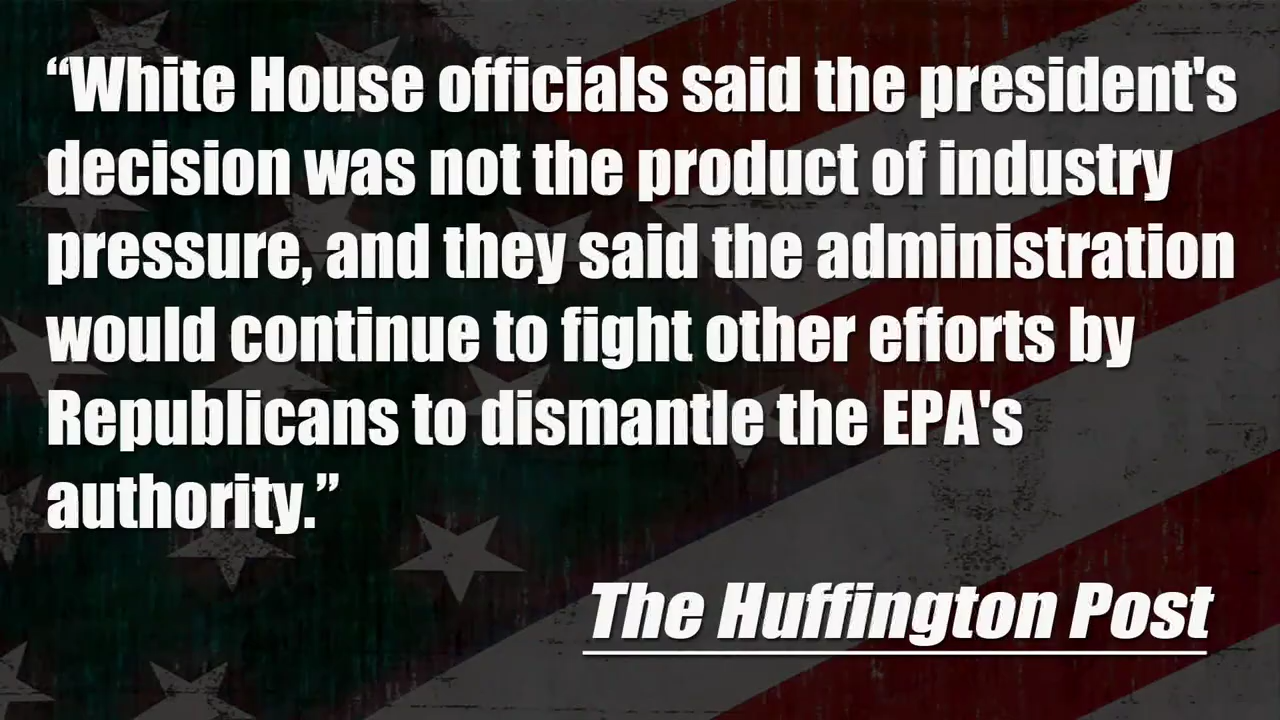 “White House officials said the president's
decision was not the product of industry
pressure, and they said the administration
would continue to fight other efforts by
Republicans to dismantle the EPA's
authority.”
The Huffington Post